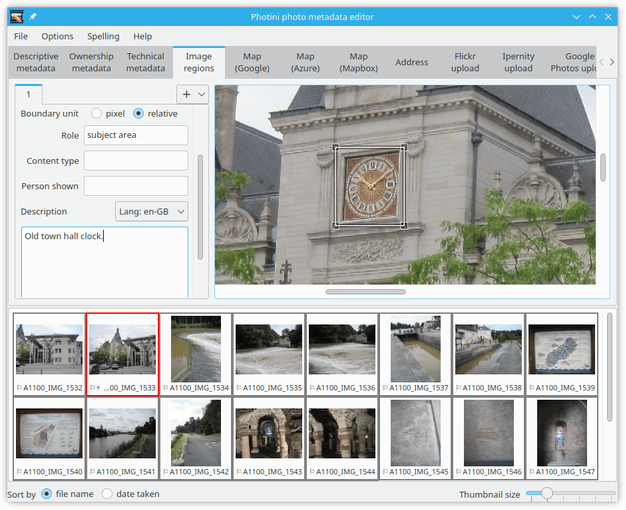 Photini photo metadata editor
File Options Spelling Help
Descriptive metadata
Ownership metadata
Technical metadata
Image regions
Map (Google)
Map (Azure)
Map (Mapbox)
Address
Flickr upload
Ipernity upload
Google Photos uplo
1
+
Boundary unit pixel relative
Role subject area
Content type
Person shown
Description Lang: en-GB
Old town hall clock.
A1100_IMG_1532 ...00_IMG_1533 A1100_IMG_1534 A1100_IMG_1535 A1100_IMG_1536 A1100_IMG_1537 A1100_IMG_1538 A1100_IMG_1539
A1100_IMG_1540 A1100_IMG_1541 A1100_IMG_1542 A1100_IMG_1543 A1100_IMG_1544 A1100_IMG_1545 A1100_IMG_1546 A1100_IMG_1547
Sort by file name date taken Thumbnail size